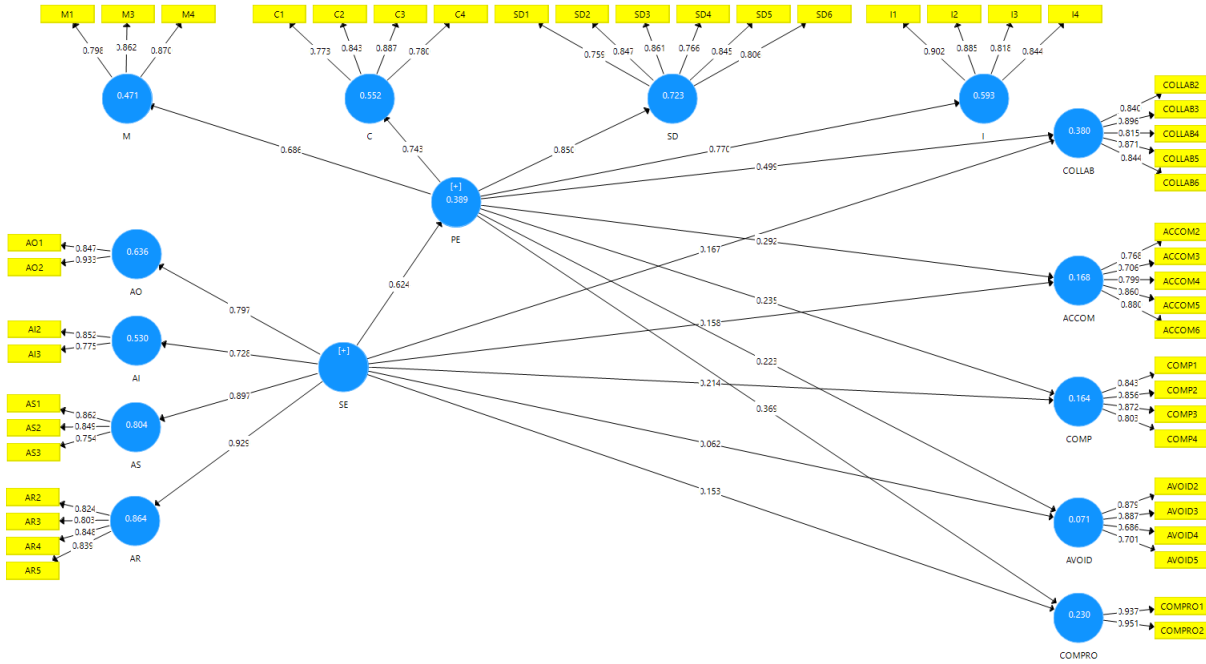 M1 M3 M4 C1 C2 C3 C4 SD1 SD2 SD3 SD4 SD5 SD6 I1 I2 I3 I4
0.798 0.862 0.870 0.773 0.843 0.887 0.780 0.759 0.847 0.861 0.766 0.845 0.806 0.902 0.885 0.818 0.844
0.471 0.552 0.723 0.593
M C SD I
COLLAB2
0.840
COLLAB3
0.896
0.380 0.815 COLLAB4
0.871
COLLAB5
0.844
COLLAB6
COLLAB
0.686 0.743 0.850 0.770 0.499
[+]
0.389
PE
AO1 0.847
AO2 0.933
0.636
AO
0.167 0.292
0.624
ACCOM2
0.768
ACCOM3
0.706
0.168 0.799 ACCOM4
0.860
ACCOM5
0.880
ACCOM6
ACCOM
0.797 0.235 0.158
AI2 0.852
AI3 0.775
0.530
AI
0.728
[+]
SE
0.223 0.214 0.369
COMP1
0.843
COMP2
0.856
0.164 0.872 COMP3
0.803
COMP4
COMP
AS1 0.862
AS2 0.849
AS3 0.754
0.804
AS
0.897
0.929
0.062
0.153
AVOID2
0.879
AVOID3
0.887
0.071 0.686 AVOID4
0.701
AVOID5
AVOID
AR2 0.824
AR3 0.803
AR4 0.848
AR5 0.839
0.864
AR
0.230
COMPRO
0.937 COMPRO1
0.951 COMPRO2